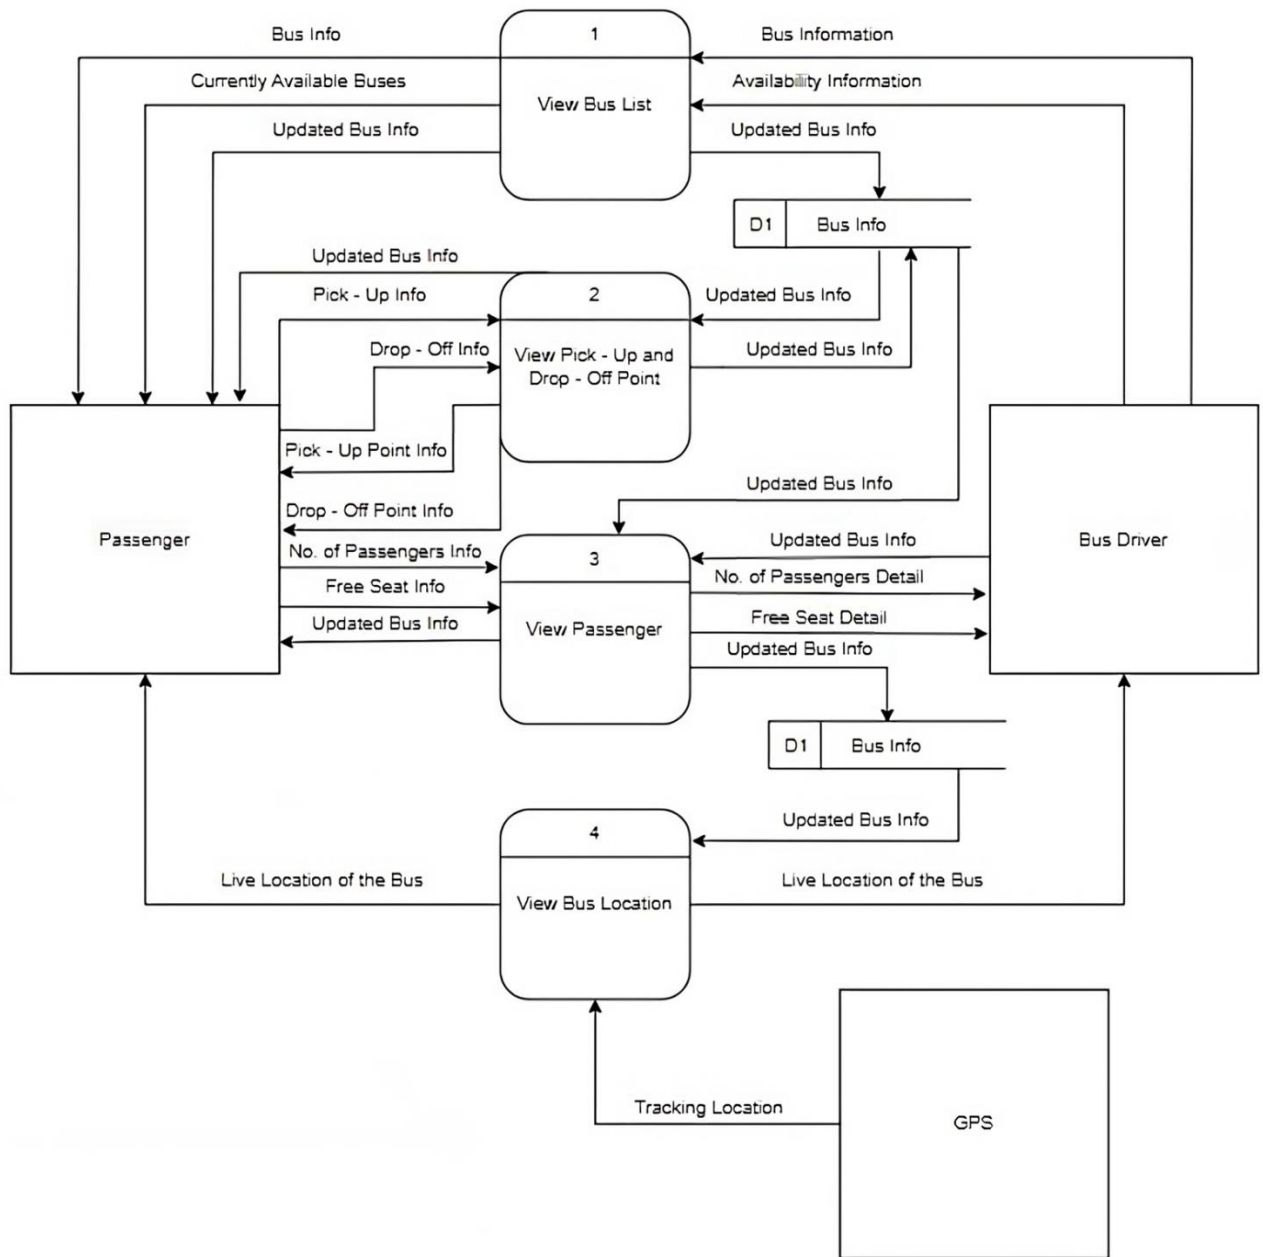 Bus Info
1
Bus Information
Currently Available Buses
View Bus List
Availability Information
Updated Bus Info
Updated Bus Info
D1
Bus Info
Updated Bus Info
Pick - Up Info
2
Updated Bus Info
Drop - Off Info
View Pick - Up and
Drop - Off Point
Updated Bus Info
Pick - Up Point Info
Updated Bus Info
Drop - Off Point Info
Passenger
Bus Driver
No. of Passengers Info
3
Updated Bus Info
Free Seat Info
No. of Passengers Detail
Updated Bus Info
View Passenger
Free Seat Detail
Updated Bus Info
D1
Bus Info
4
Updated Bus Info
Live Location of the Bus
View Bus Location
Live Location of the Bus
Tracking Location
GPS